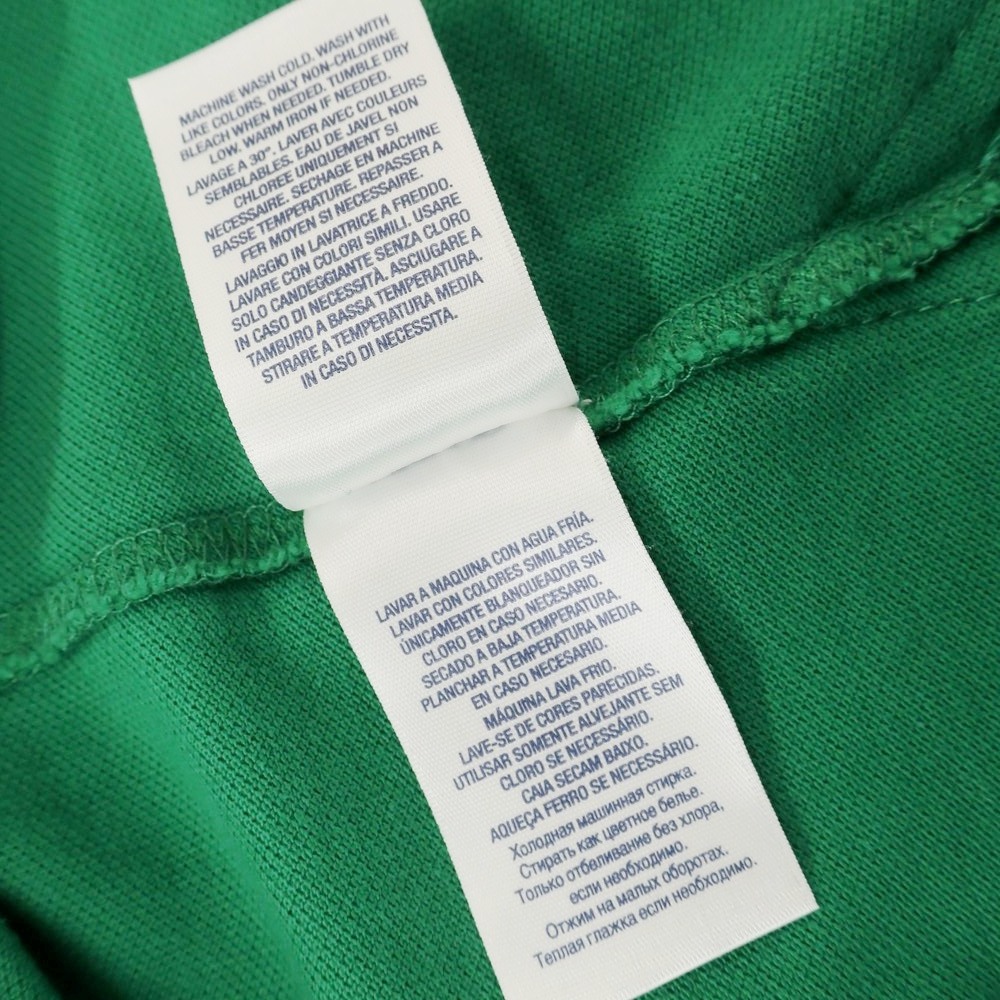 MACHINE WASH COLD. WASH WITH
LIKE COLORS. ONLY NON-CHLORINE
BLEACH WHEN NEEDED. TUMBLE DRY
LOW. WARM IRON IF NEEDED.
LAVAGE A 30°. LAVER AVEC COULEURS
SEMBLABLES. EAU DE JAVEL NON
CHLOREE UNIQUEMENT SI
NECESSAIRE. SECHAGE EN MACHINE
BASSE TEMPERATURE. REPASSER A
FER MOYEN SI NECESSAIRE.
LAVAGGIO IN LAVATRICE A FREDDO.
LAVARE CON COLORI SIMILI. USARE
SOLO CANDEGGIANTE SENZA CLORO
IN CASO DI NECESSITÀ. ASCIUGARE A
TAMBURO A BASSA TEMPERATURA.
STIRARE A TEMPERATURA MEDIA
IN CASO DI NECESSITA.
LAVAR A MAQUINA CON AGUA FRÍA.
LAVAR CON COLORES SIMILARES.
ÚNICAMENTE BLANQUEADOR SIN
CLORO EN CASO NECESARIO.
SECADO A BAJA TEMPERATURA.
PLANCHAR A TEMPERATURA MEDIA
EN CASO NECESARIO.
MÁQUINA LAVA FRIO.
LAVE-SE DE CORES PARECIDAS.
UTILISAR SOMENTE ALVEJANTE SEM
CLORO SE NECESSÁRIO.
CAIA SECAM BAIXO.
AQUEÇA FERRO SE NECESSÁRIO.
Холодная машинная стирка.
Стирать как цветное белье.
Только отбеливание без хлора,
если необходимо.
Отжим на малых оборотах.
Теплая глажка если необходимо.